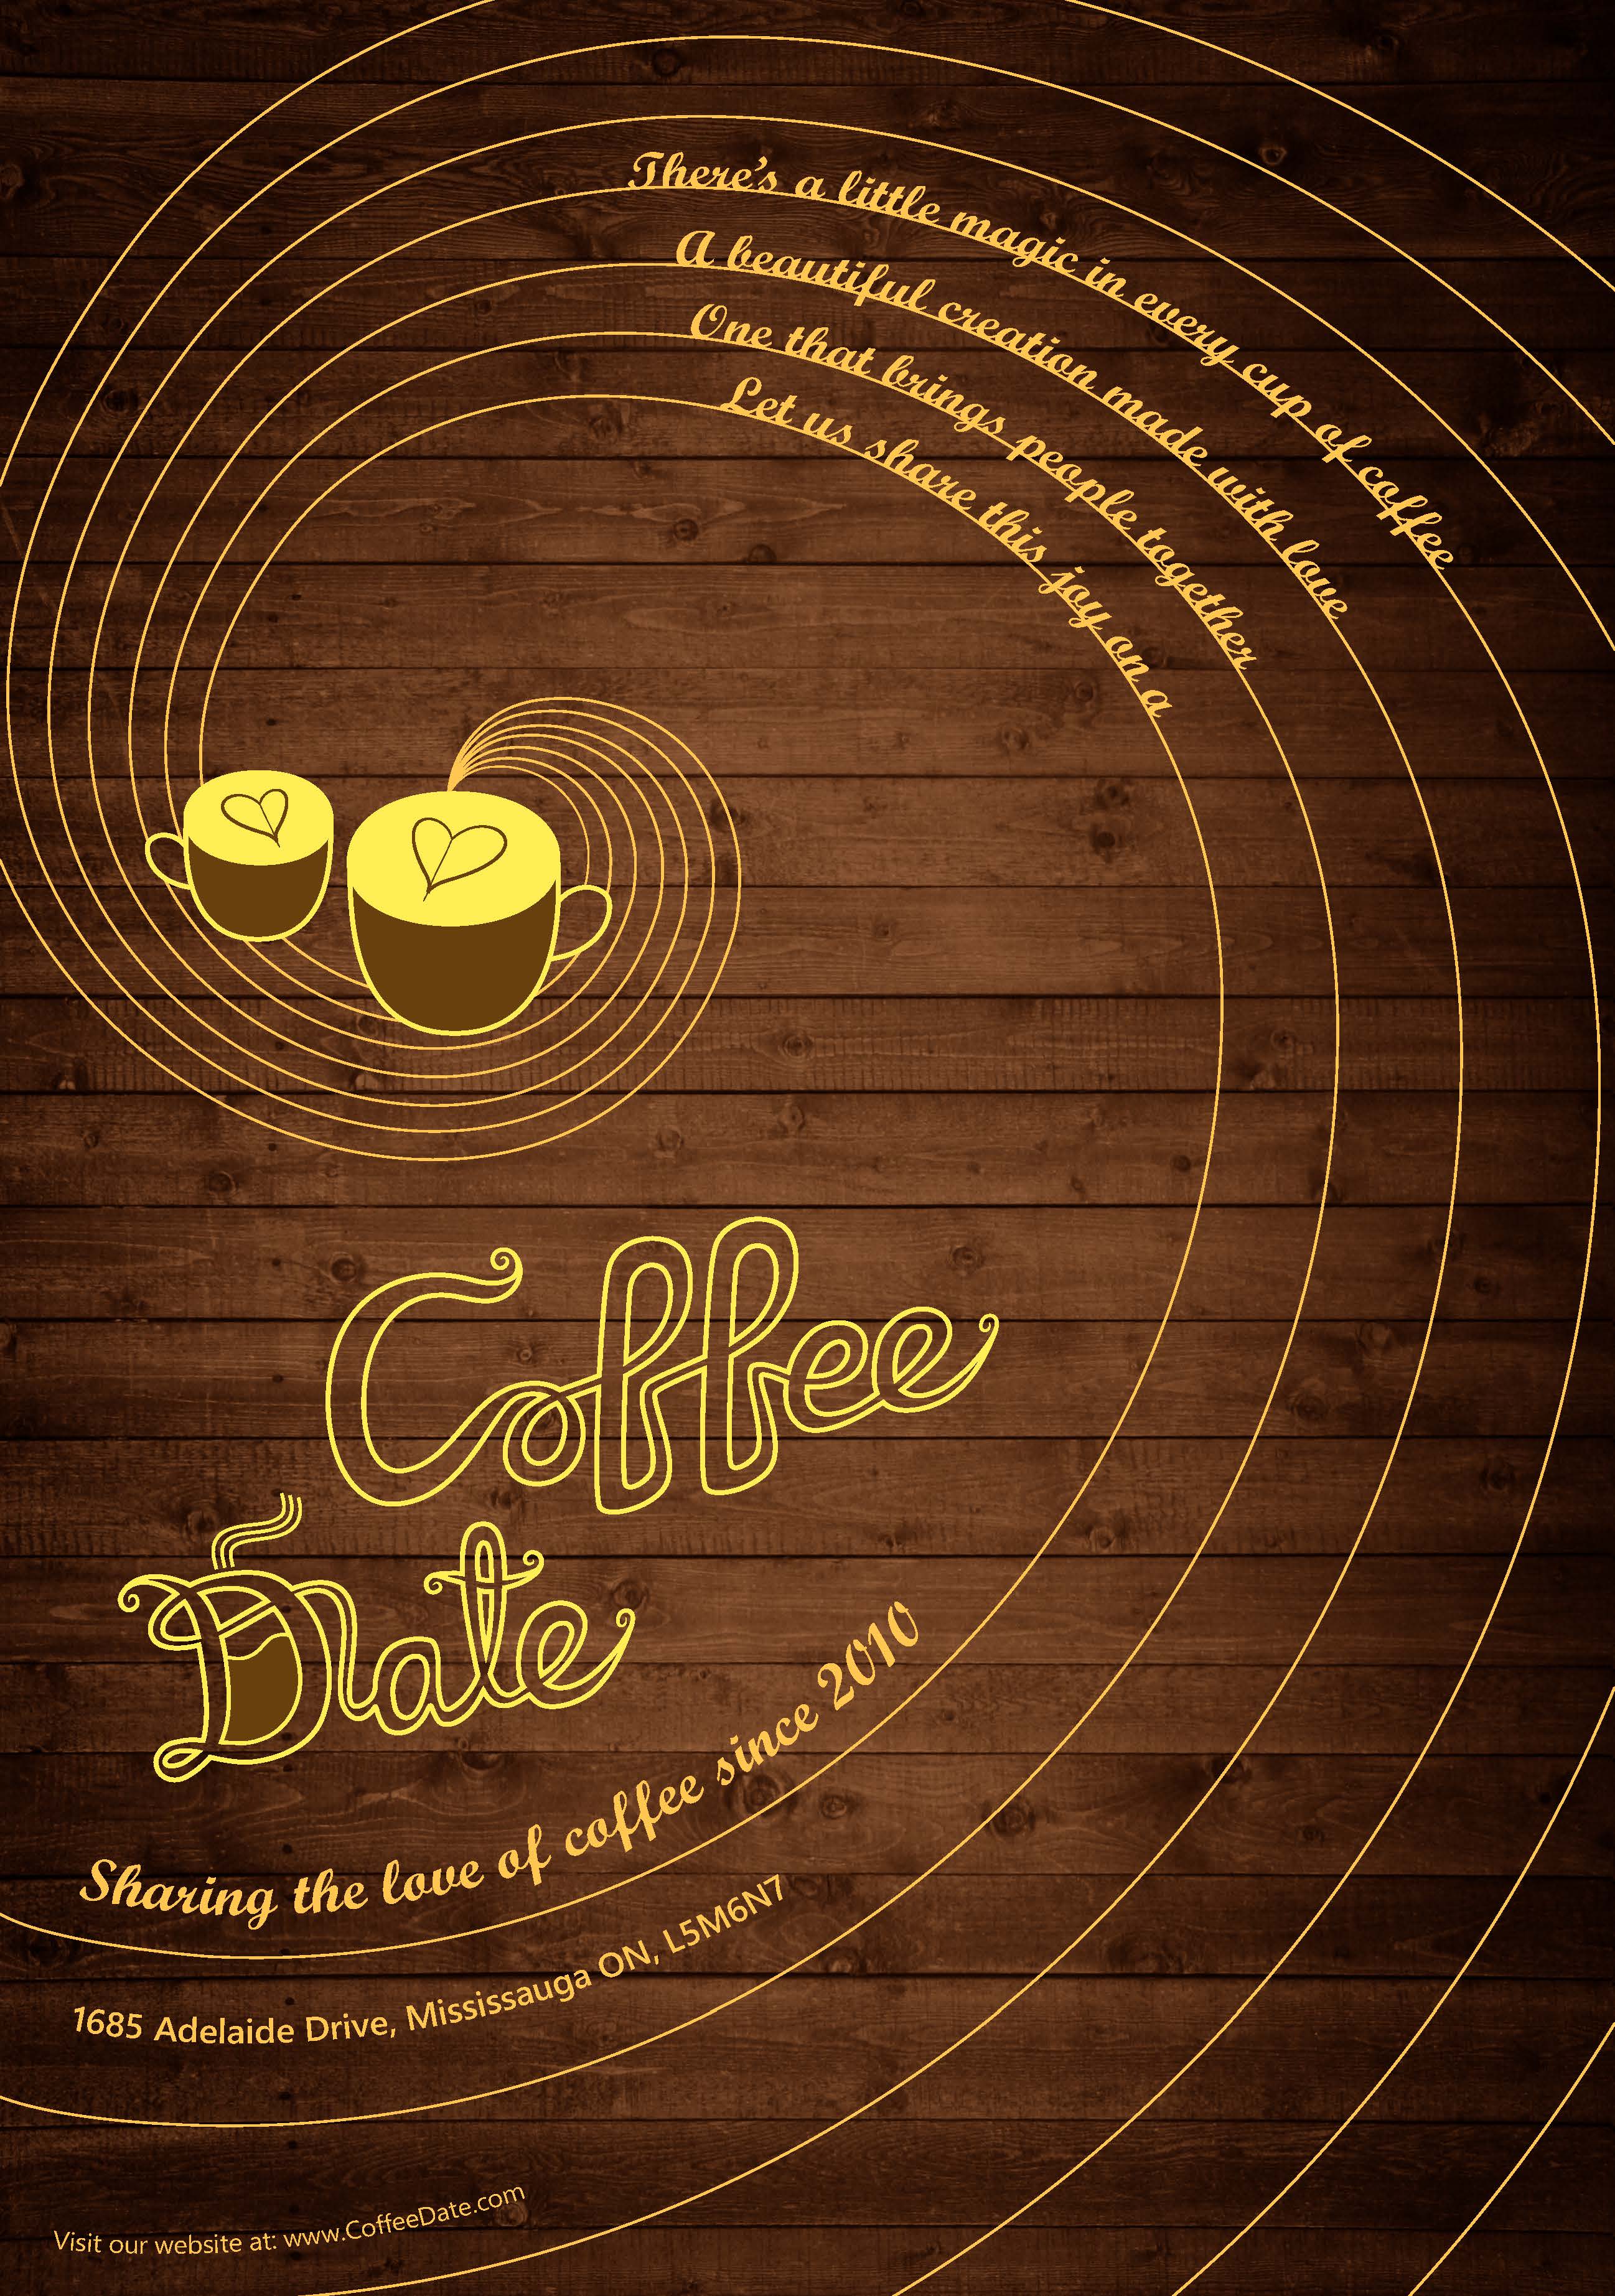 There's a little magic in every cup of coffee
A beautiful creation made with love
One that brings people together
Let us share this joy on a
Coffee
Date
Sharing the love of coffee since 2010
1685 Adelaide Drive, Mississauga ON, L5M6N7
Visit our website at: www.CoffeeDate.com